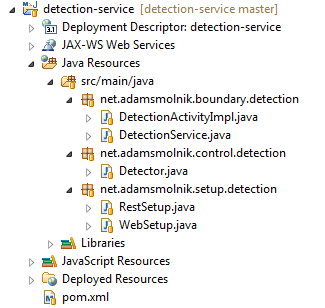 detection-service [detection-service master]
Deployment Descriptor: detection-service
JAX-WS Web Services
Java Resources
src/main/java
net.adamsmolnik.boundary.detection
DetectionActivityImpl.java
DetectionService.java
net.adamsmolnik.control.detection
Detector.java
net.adamsmolnik.setup.detection
RestSetup.java
WebSetup.java
Libraries
JavaScript Resources
Deployed Resources
pom.xml